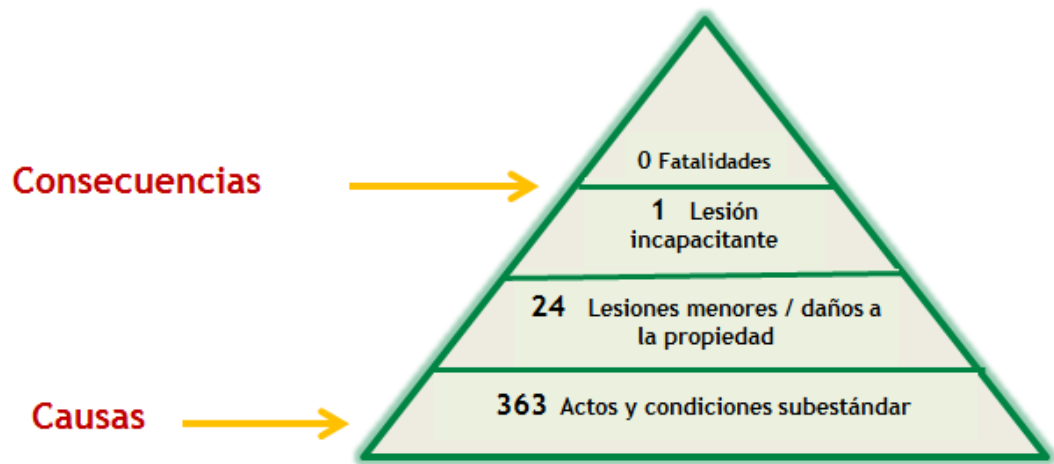 0 Fatalidades
Consecuencias
1 Lesión
incapacitante
24 Lesiones menores / daños a
la propiedad
363 Actos y condiciones subestándar
Causas